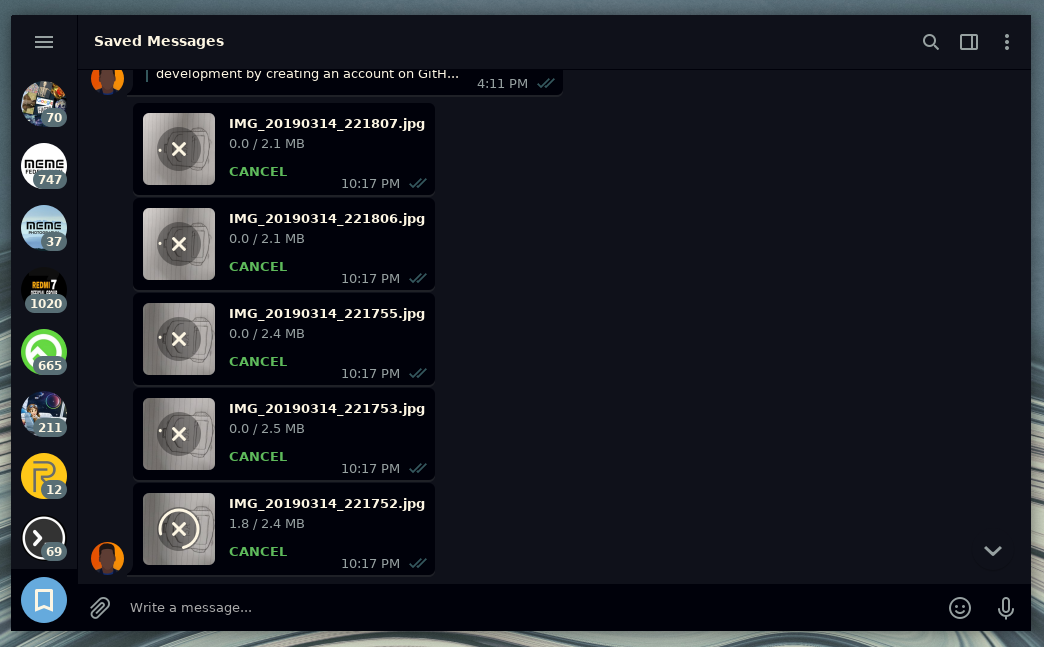 Saved Messages
70
MEME
747
MEME
37
REDMI 7
1020
665
211
12
69
development by creating an account on GitH...
4:11 PM
IMG_20190314_221807.jpg
0.0 / 2.1 MB
CANCEL
10:17 PM
IMG_20190314_221806.jpg
0.0 / 2.1 MB
CANCEL
10:17 PM
IMG_20190314_221755.jpg
0.0 / 2.4 MB
CANCEL
10:17 PM
IMG_20190314_221753.jpg
0.0 / 2.5 MB
CANCEL
10:17 PM
IMG_20190314_221752.jpg
1.8 / 2.4 MB
CANCEL
10:17 PM
Write a message...